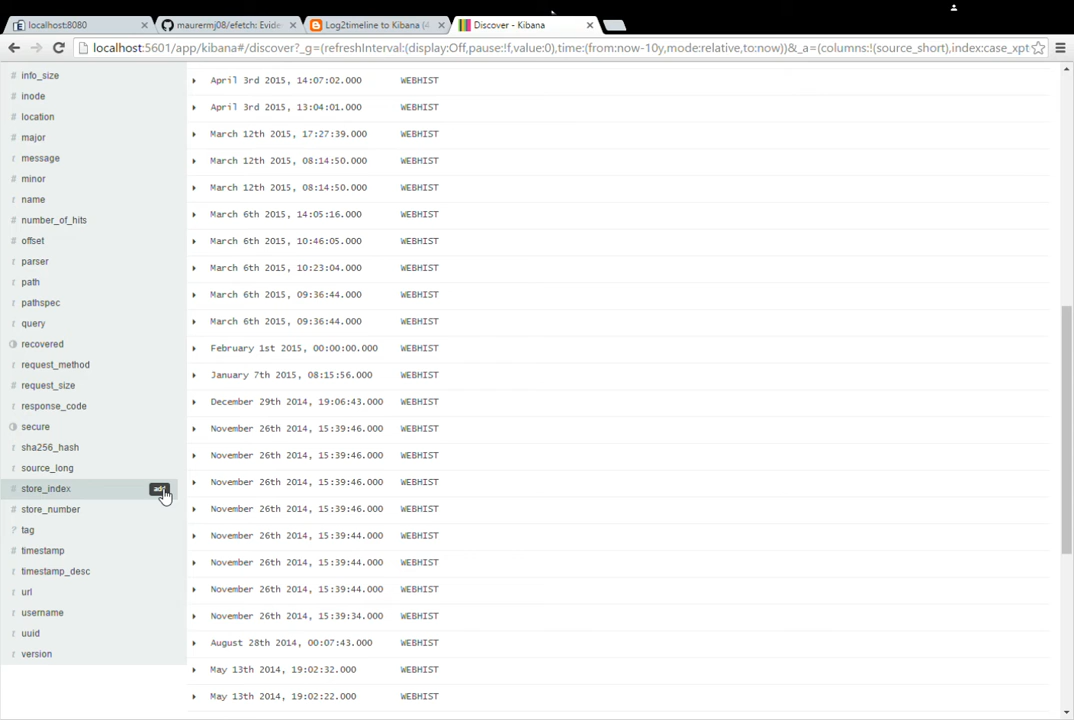 localhost:8080
maurermj08/efetch: Evide
Log2timeline to Kibana (4
Discover - Kibana
localhost:5601/app/kibana#/discover?_g=(refreshInterval:(display:Off,pause:!f,value:0),time:(from:now-10y,mode:relative,to:now))&_a=(columns:!(source_short),index:case_xpt
# info_size
# inode
# location
# major
t message
# minor
t name
# number_of_hits
# offset
t parser
t path
t pathspec
t query
recovered
t request_method
t request_size
t response_code
secure
t sha256_hash
t source_long
# store_index add
# store_number
? tag
# timestamp
t timestamp_desc
t url
t username
t uuid
t version
April 3rd 2015, 14:07:02.000 WEBHIST
April 3rd 2015, 13:04:01.000 WEBHIST
March 12th 2015, 17:27:39.000 WEBHIST
March 12th 2015, 08:14:50.000 WEBHIST
March 12th 2015, 08:14:50.000 WEBHIST
March 6th 2015, 14:05:16.000 WEBHIST
March 6th 2015, 10:46:05.000 WEBHIST
March 6th 2015, 10:23:04.000 WEBHIST
March 6th 2015, 09:36:44.000 WEBHIST
March 6th 2015, 09:36:44.000 WEBHIST
February 1st 2015, 00:00:00.000 WEBHIST
January 7th 2015, 08:15:56.000 WEBHIST
December 29th 2014, 19:06:43.000 WEBHIST
November 26th 2014, 15:39:46.000 WEBHIST
November 26th 2014, 15:39:46.000 WEBHIST
November 26th 2014, 15:39:46.000 WEBHIST
November 26th 2014, 15:39:46.000 WEBHIST
November 26th 2014, 15:39:44.000 WEBHIST
November 26th 2014, 15:39:44.000 WEBHIST
November 26th 2014, 15:39:44.000 WEBHIST
November 26th 2014, 15:39:34.000 WEBHIST
August 28th 2014, 00:07:43.000 WEBHIST
May 13th 2014, 19:02:32.000 WEBHIST
May 13th 2014, 19:02:22.000 WEBHIST